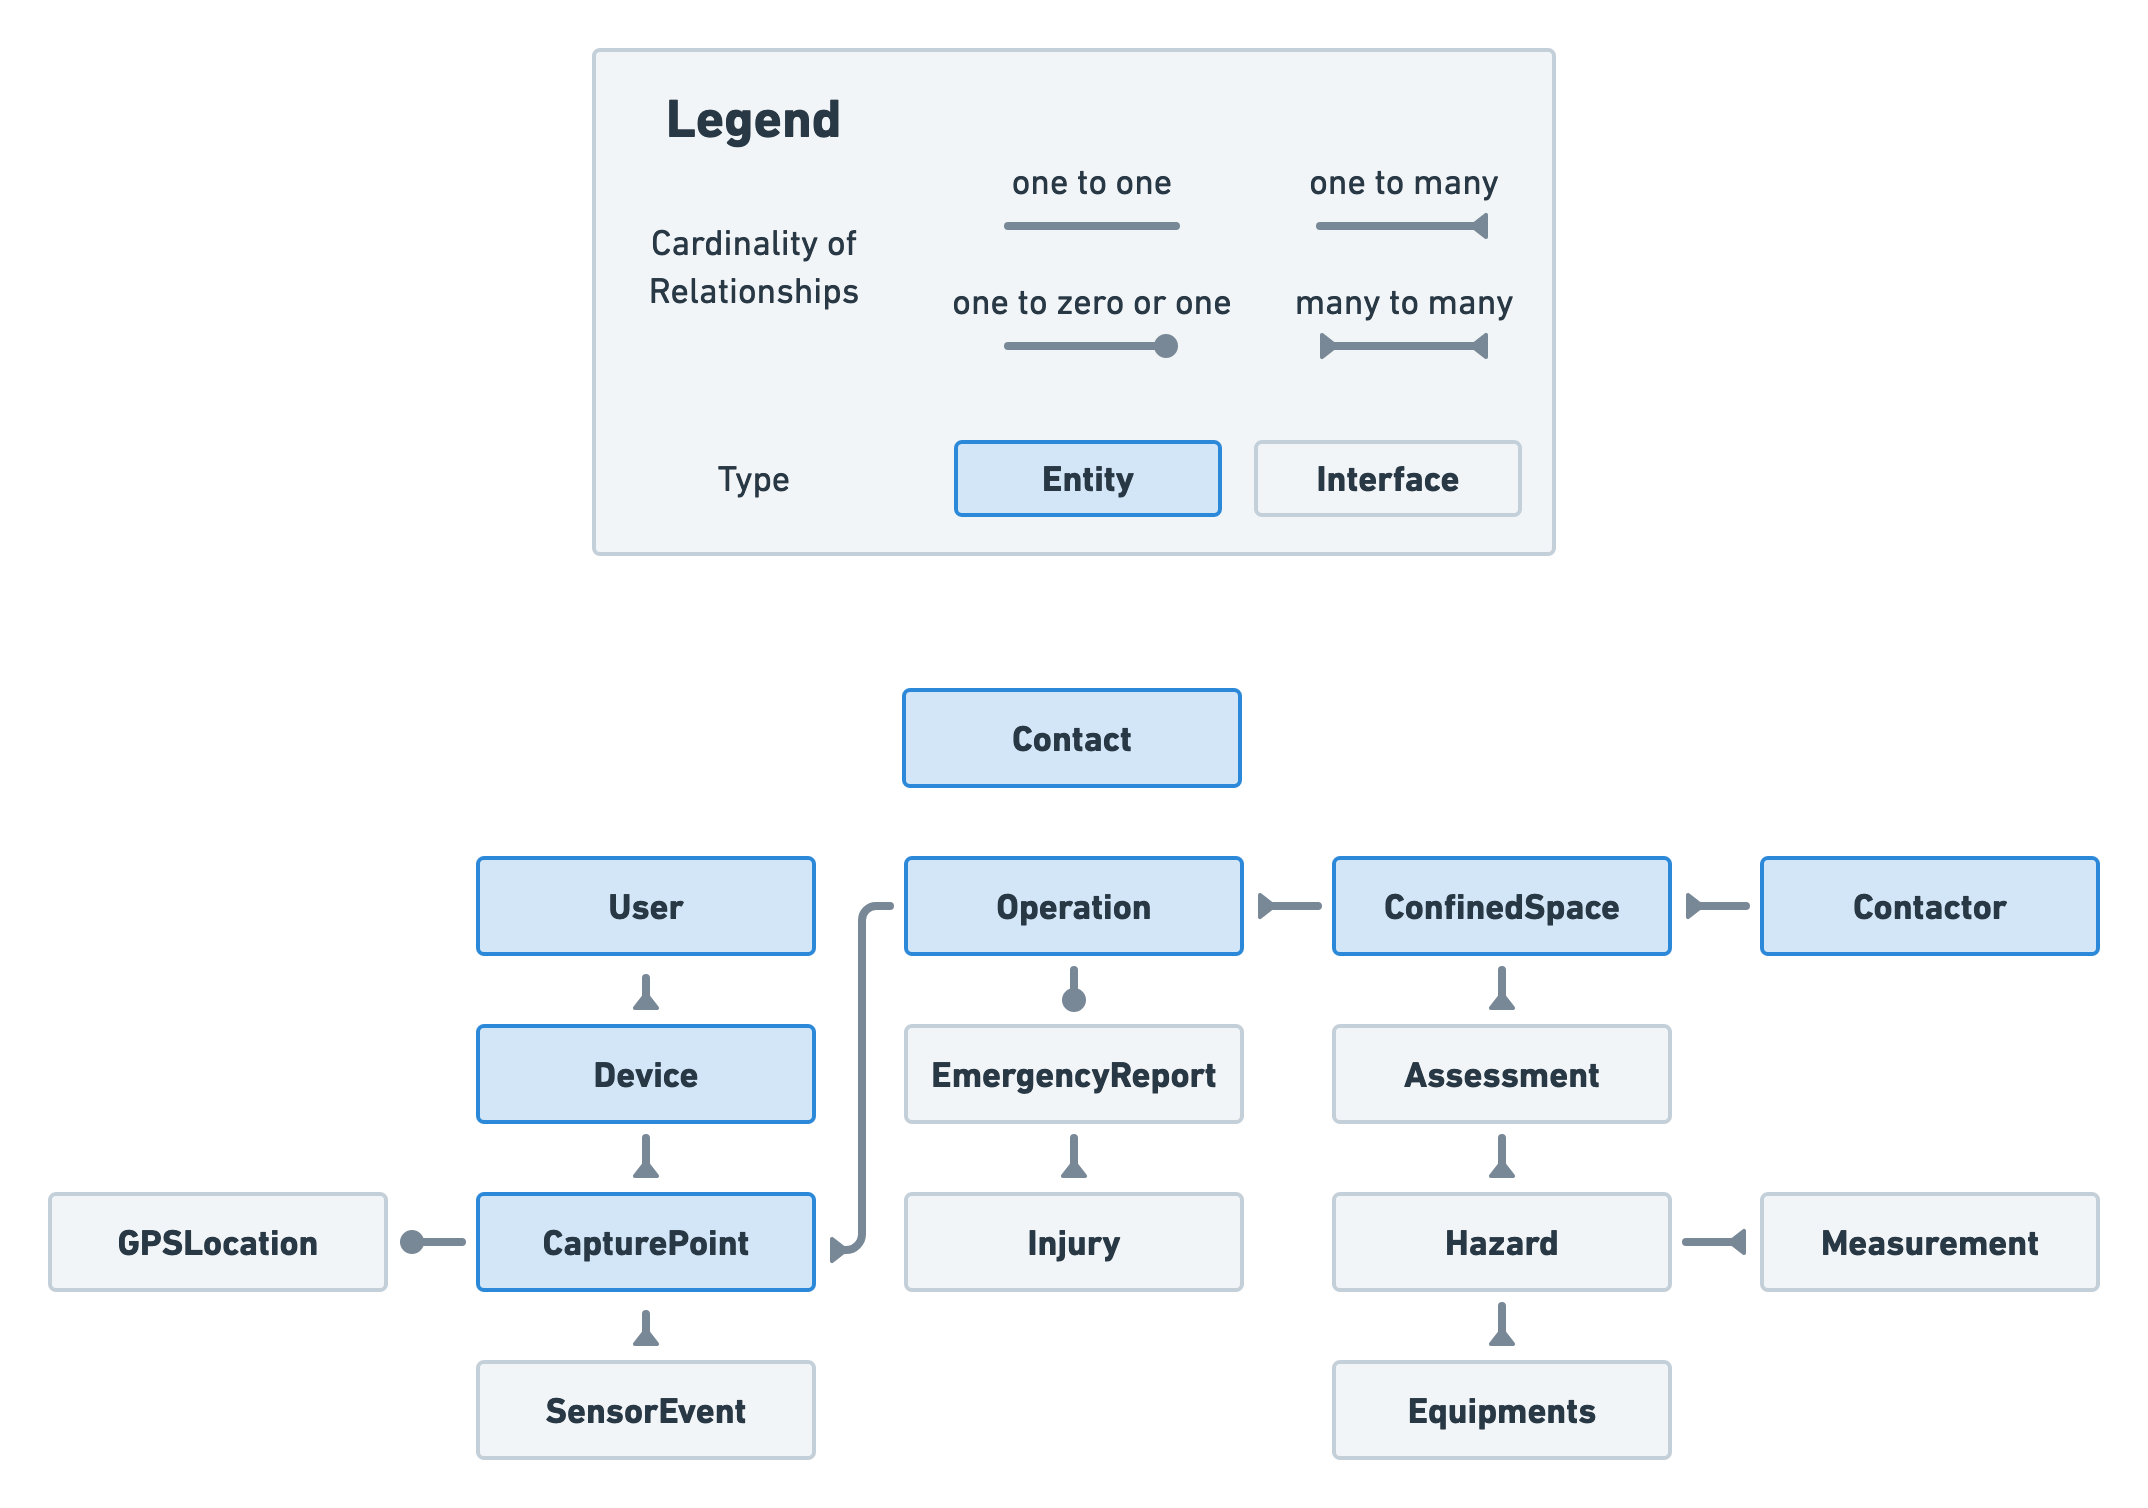 Legend
one to one
one to many
Cardinality of
Relationships
one to zero or one
many to many
Type
Entity
Interface
Contact
User
Operation
ConfinedSpace
Contactor
Device
EmergencyReport
Assessment
GPSLocation
CapturePoint
Injury
Hazard
Measurement
SensorEvent
Equipments